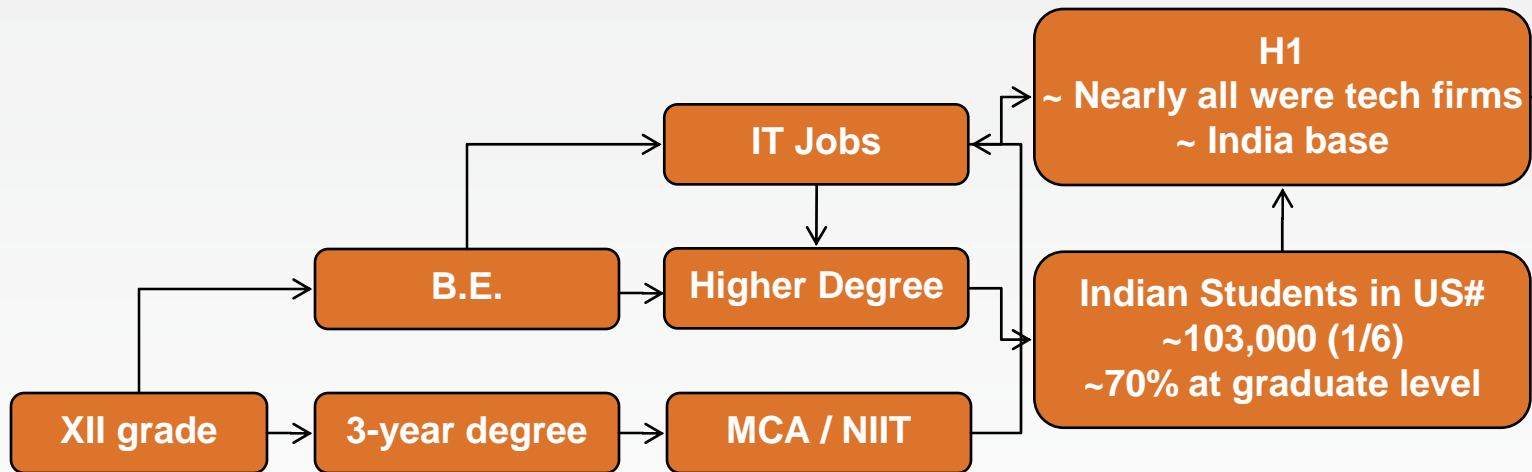 H1
~ Nearly all were tech firms
~ India base
IT Jobs
B.E.
Higher Degree
Indian Students in US#
~103,000 (1/6)
~70% at graduate level
XII grade
3-year degree
MCA / NIIT